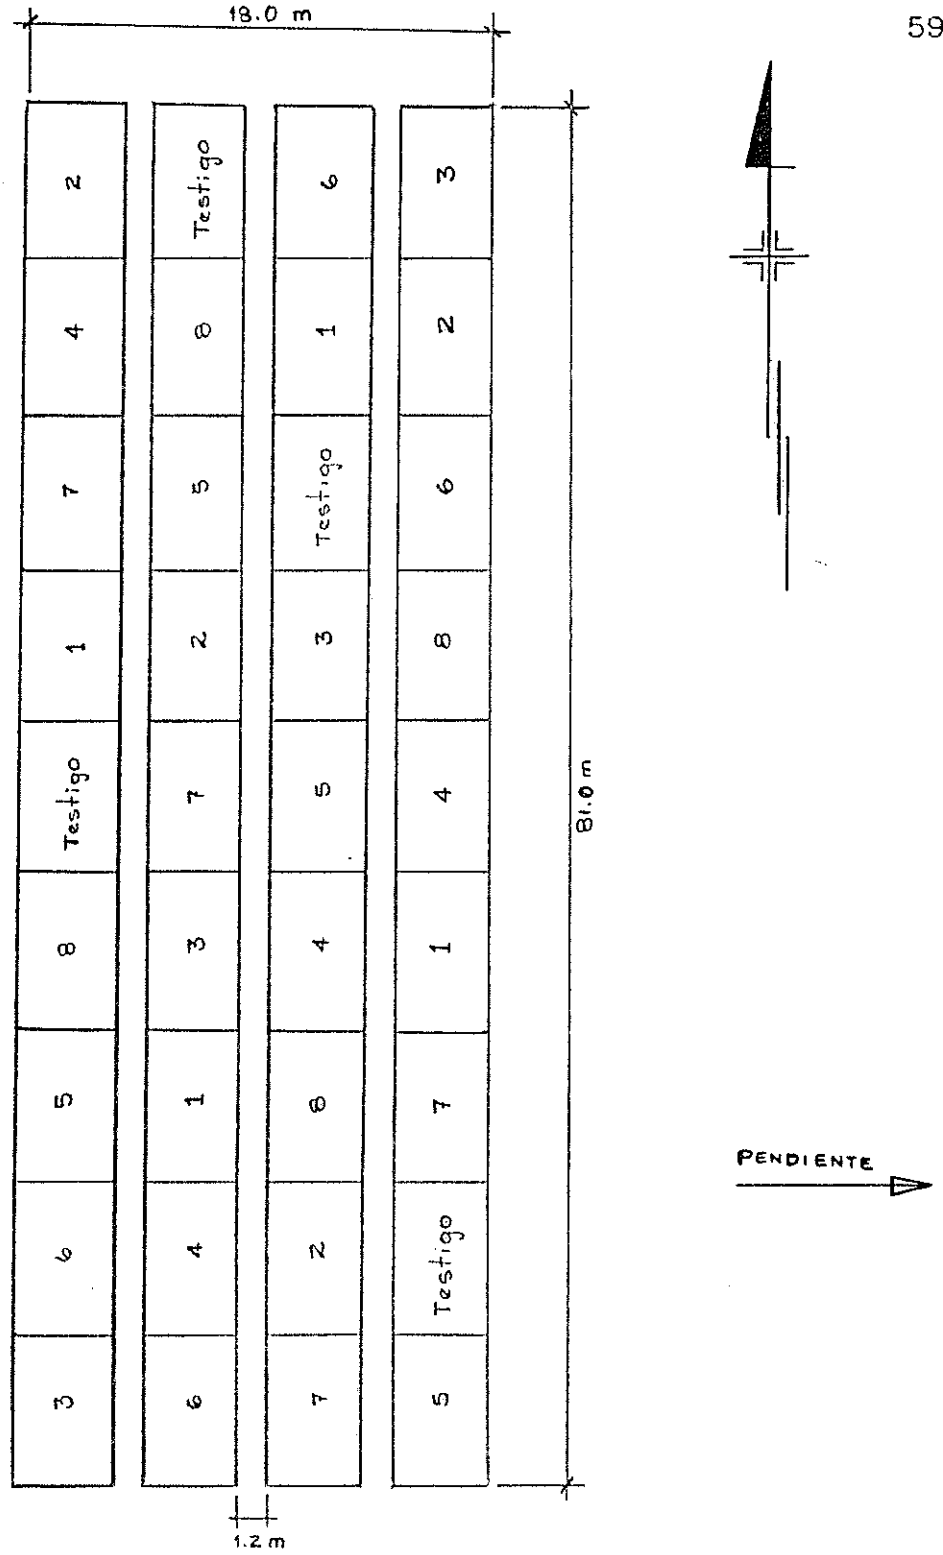 18.0 m
59
2 Testigo 6 3
4 8 1 2
7 5 Testigo 6
1 2 3 8
Testigo 7 5 4
81.0 m
8 3 4 1
5 1 8 7
PENDIENTE
6 4 2 Testigo
3 6 7 5
1.2 m